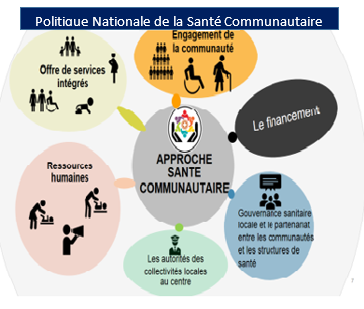 Politique Nationale de la Santé Communautaire
Engagement de
la communauté
Offre de services
intégrés
Le financement
APPROCHE
SANTE
COMMUNAUTAIRE
Ressources
humaines
Gouvernance sanitaire
locale et le partenariat
entre les communautés
et les structures de
santé
Les autorités des
collectivités locales
au centre